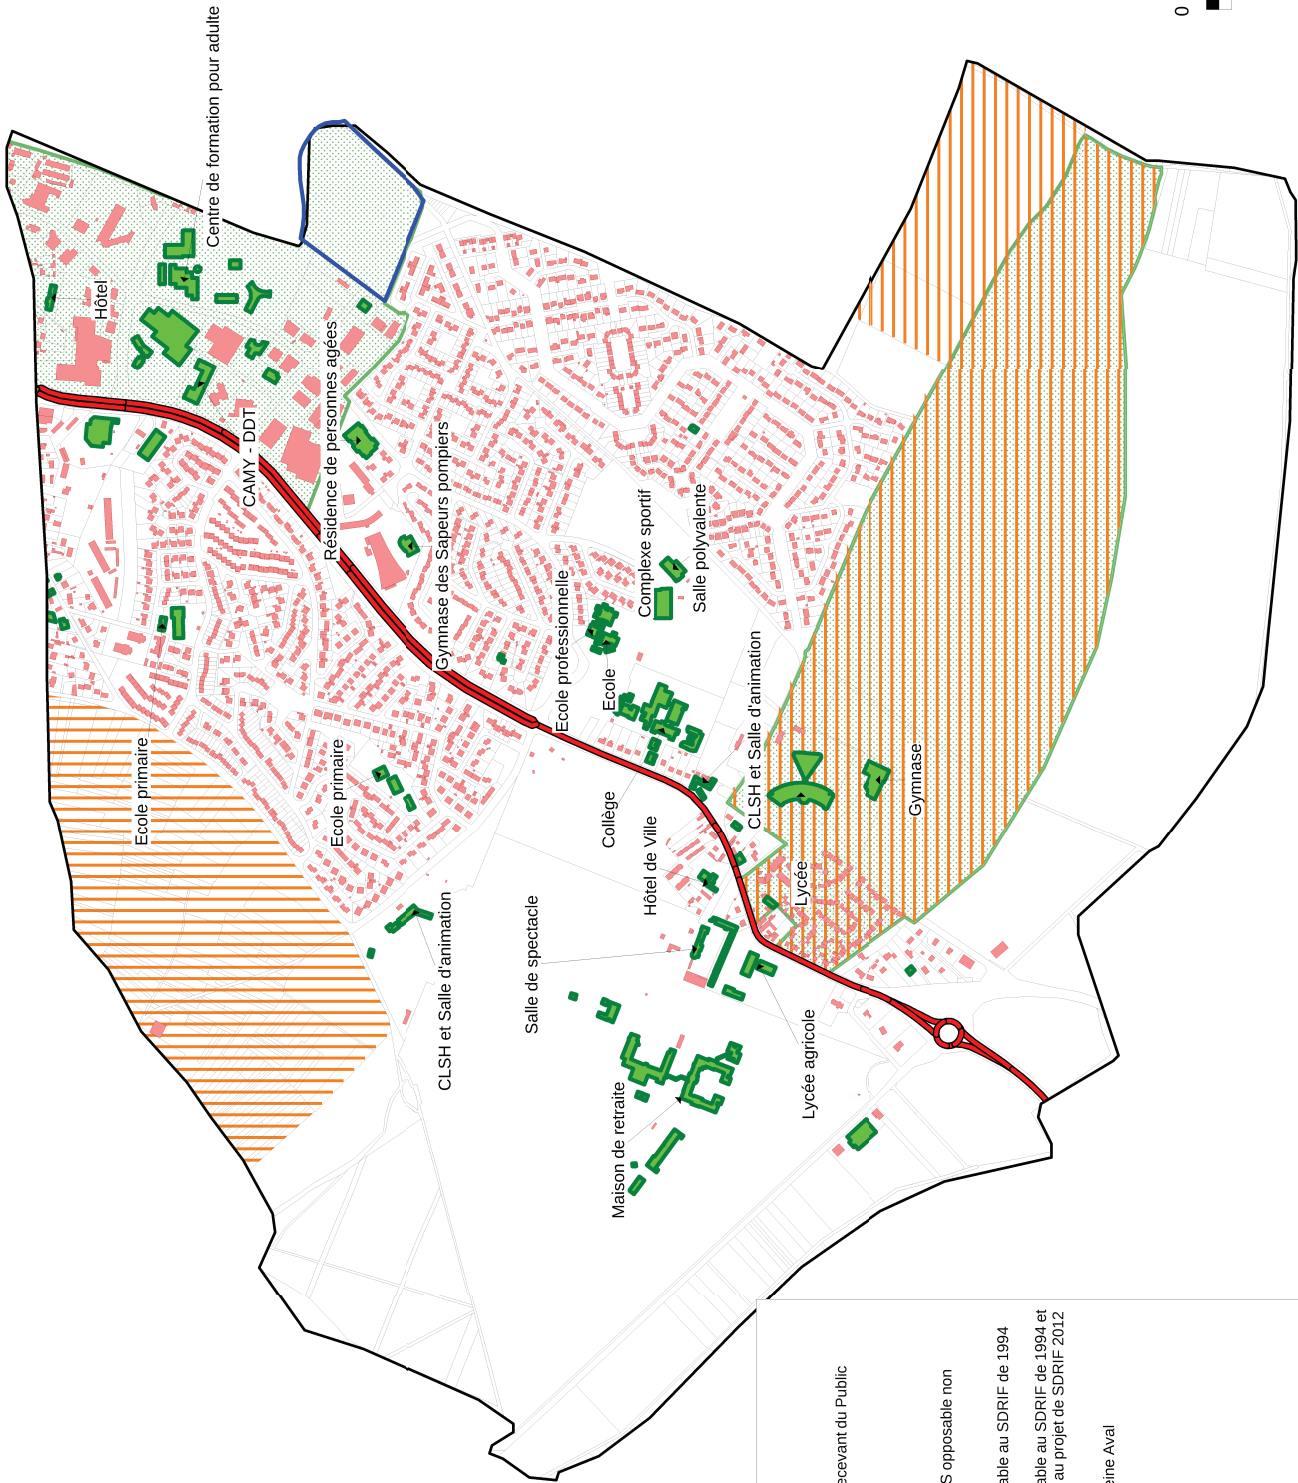 Centre de formation pour adulte
Hôtel
CAMY - DDT
Résidence de personnes agées
Gymnase des Sapeurs pompiers
Ecole professionnelle
Ecole
Complexe sportif
Salle polyvalente
CLSH et Salle d'animation
Ecole primaire
Ecole primaire
Collège
Hôtel de Ville
Gymnase
Lycée
CLSH et Salle d'animation
Salle de spectacle
Lycée agricole
Maison de retraite
0
ecevant du Public
S opposable non
able au SDRIF de 1994
able au SDRIF de 1994 et
au projet de SDRIF 2012
eine Aval